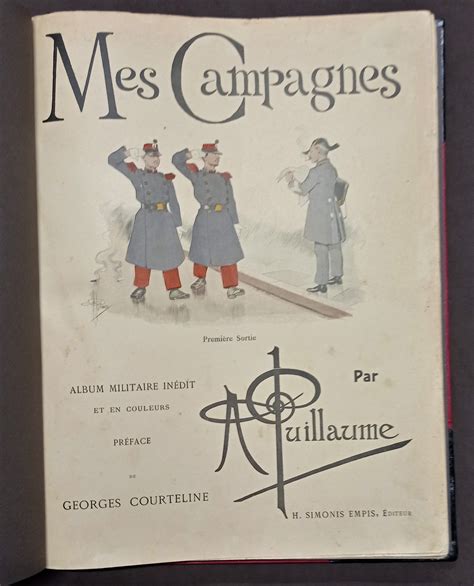 Mes Campagnes
Première Sortie
ALBUM MILITAIRE INÉDIT
ET EN COULEURS
PRÉFACE
DE
GEORGES COURTELINE
Par
A Guillaume
H. SIMONIS EMPIS, ÉDITEUR